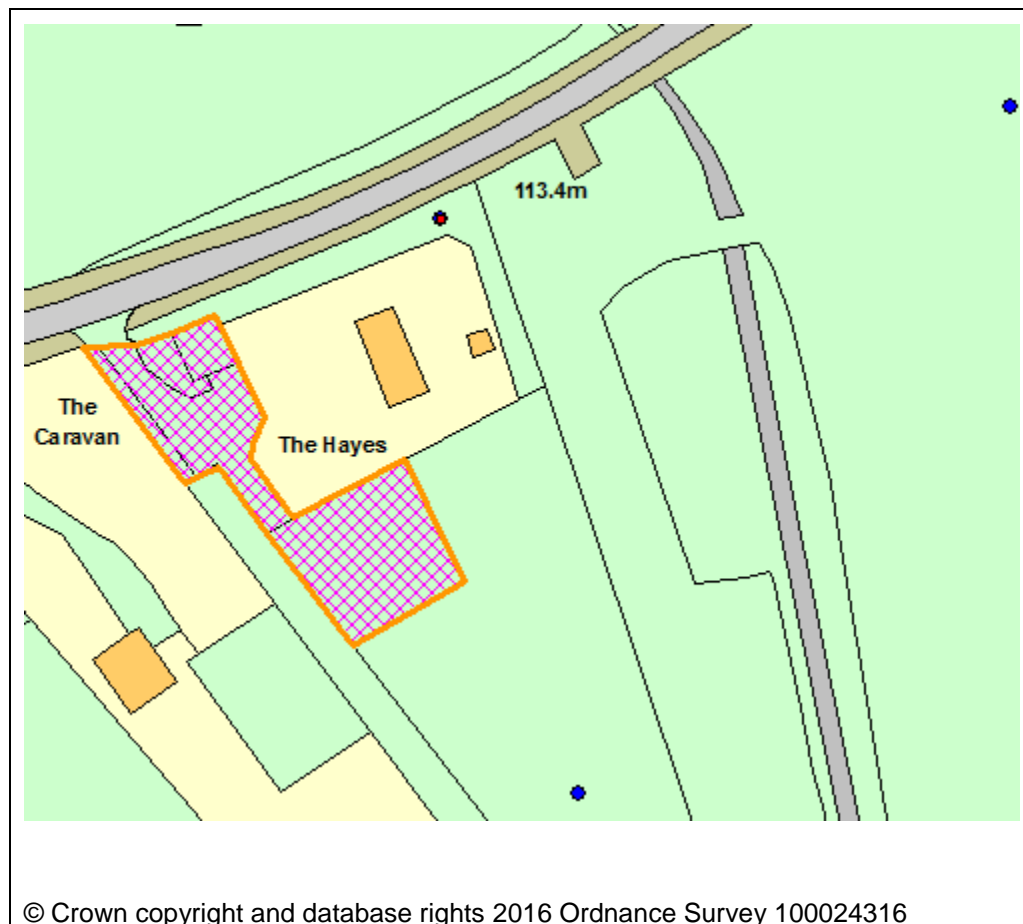 113.4m
The
Caravan
The Hayes
© Crown copyright and database rights 2016 Ordnance Survey 100024316